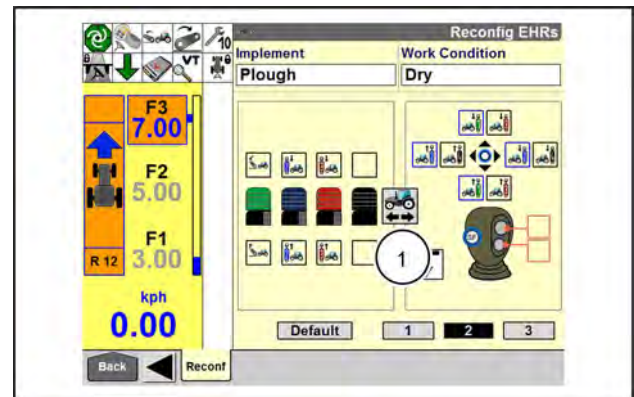 Reconfig EHRs
10
B
A
VT
Implement
Work Condition
Plough
Dry
F3
7.00
F2
5.00
F1
3.00
R 12
kph
0.00
1
Default
1
2
3
Back
Reconf